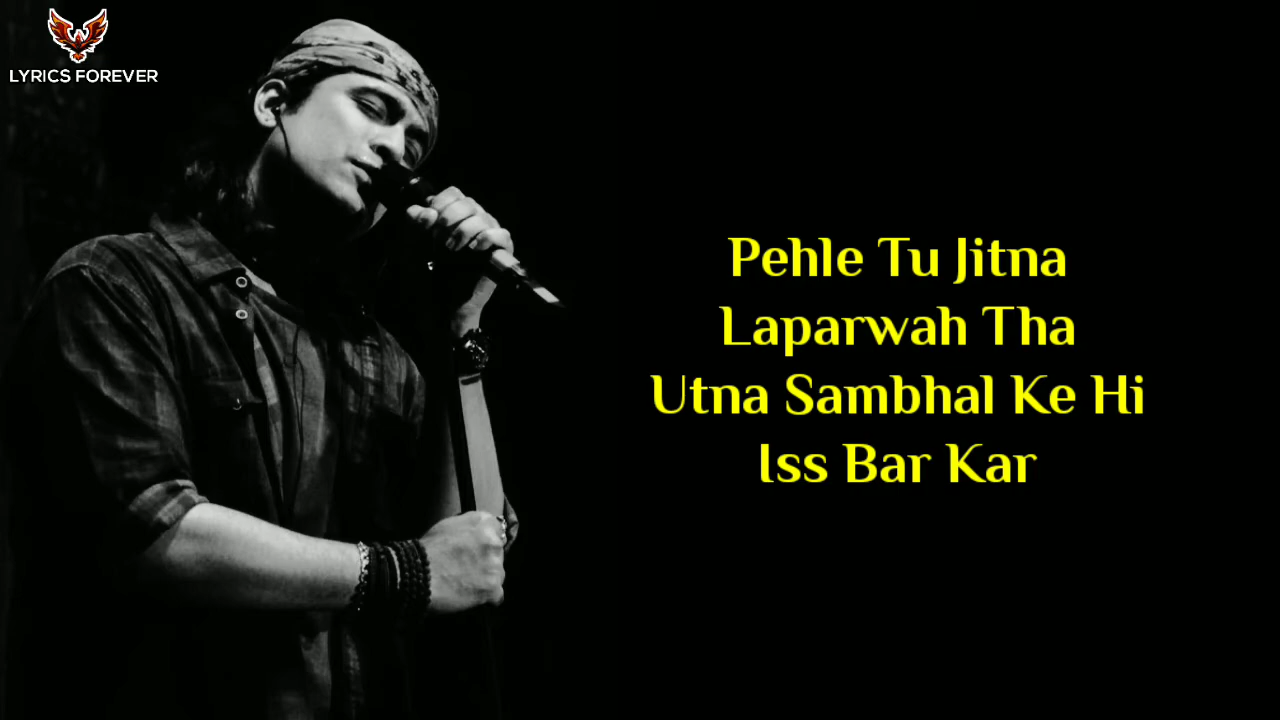 LYRICS FOREVER
Pehle Tu Jitna
Laparwah Tha
Utna Sambhal Ke Hi
Iss Bar Kar